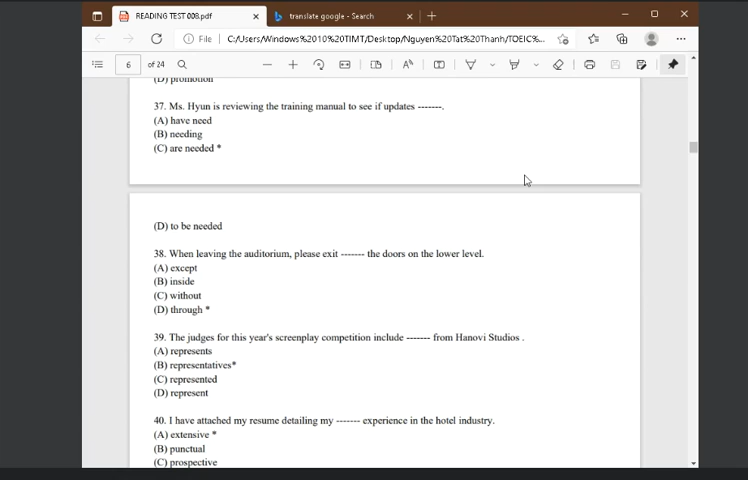 READING TEST 008.pdf
translate google - Search
File
C:/Users/Windows%2010%20TIMT/Desktop/Nguyen%20Tat%20Thanh/TOEIC%...
6 of 24
(D) promotion
37. Ms. Hyun is reviewing the training manual to see if updates -------.
(A) have need
(B) needing
(C) are needed *
(D) to be needed
38. When leaving the auditorium, please exit ------- the doors on the lower level.
(A) except
(B) inside
(C) without
(D) through *
39. The judges for this year's screenplay competition include ------- from Hanovi Studios .
(A) represents
(B) representatives*
(C) represented
(D) represent
40. I have attached my resume detailing my ------- experience in the hotel industry.
(A) extensive *
(B) punctual
(C) prospective